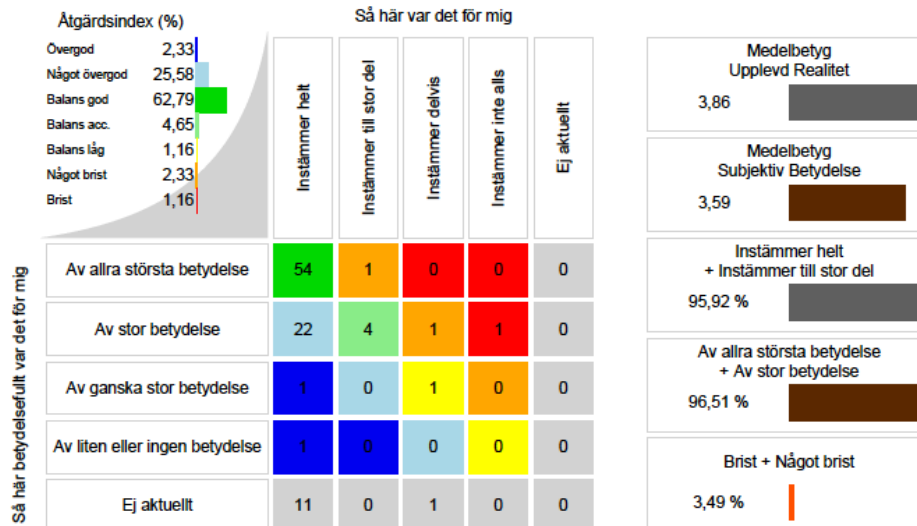 Åtgärdsindex (%)
Övergod 2,33
Något övergod 25,58
Balans god 62,79
Balans acc. 4,65
Balans låg 1,16
Något brist 2,33
Brist 1,16
Så här var det för mig
Instämmer helt
Instämmer till stor del
Instämmer delvis
Instämmer inte alls
Ej aktuellt
Så här betydelsefullt var det för mig
Av allra största betydelse 54 1 0 0 0
Av stor betydelse 22 4 1 1 0
Av ganska stor betydelse 1 0 1 0 0
Av liten eller ingen betydelse 1 0 0 0 0
Ej aktuellt 11 0 1 0 0
Medelbetyg
Upplevd Realitet
3,86
Medelbetyg
Subjektiv Betydelse
3,59
Instämmer helt
+ Instämmer till stor del
95,92 %
Av allra största betydelse
+ Av stor betydelse
96,51 %
Brist + Något brist
3,49 %